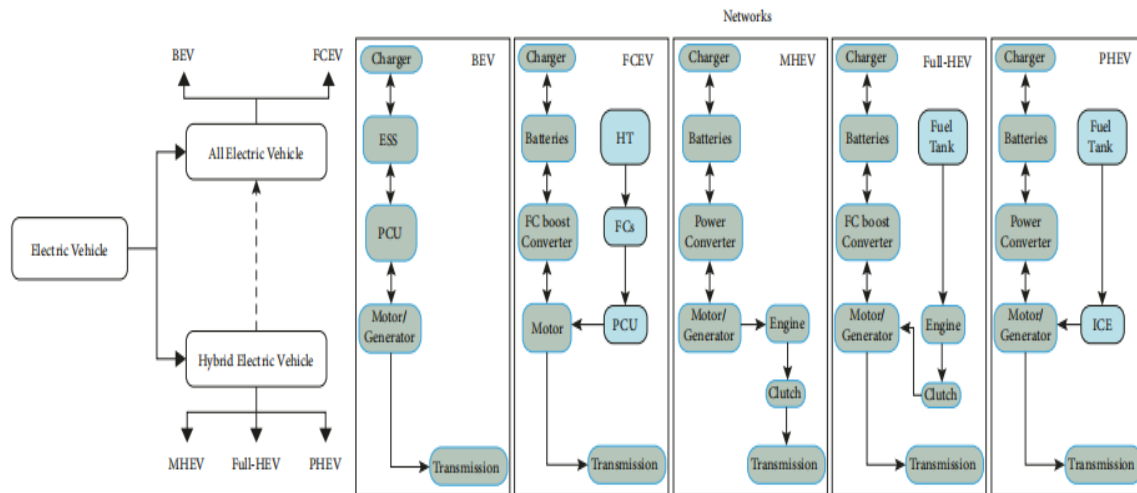 Networks
BEV
FCEV
All Electric Vehicle
Electric Vehicle
Hybrid Electric Vehicle
MHEV
Full-HEV
PHEV
BEV
Charger
ESS
PCU
Motor/
Generator
Transmission
FCEV
Charger
Batteries
HT
FC boost
Converter
FCs
Motor
PCU
Transmission
MHEV
Charger
Batteries
Power
Converter
Motor/
Generator
Engine
Clutch
Transmission
Full-HEV
Charger
Batteries
Fuel
Tank
FC boost
Converter
Motor/
Generator
Engine
Clutch
Transmission
PHEV
Charger
Batteries
Fuel
Tank
Power
Converter
Motor/
Generator
ICE
Transmission